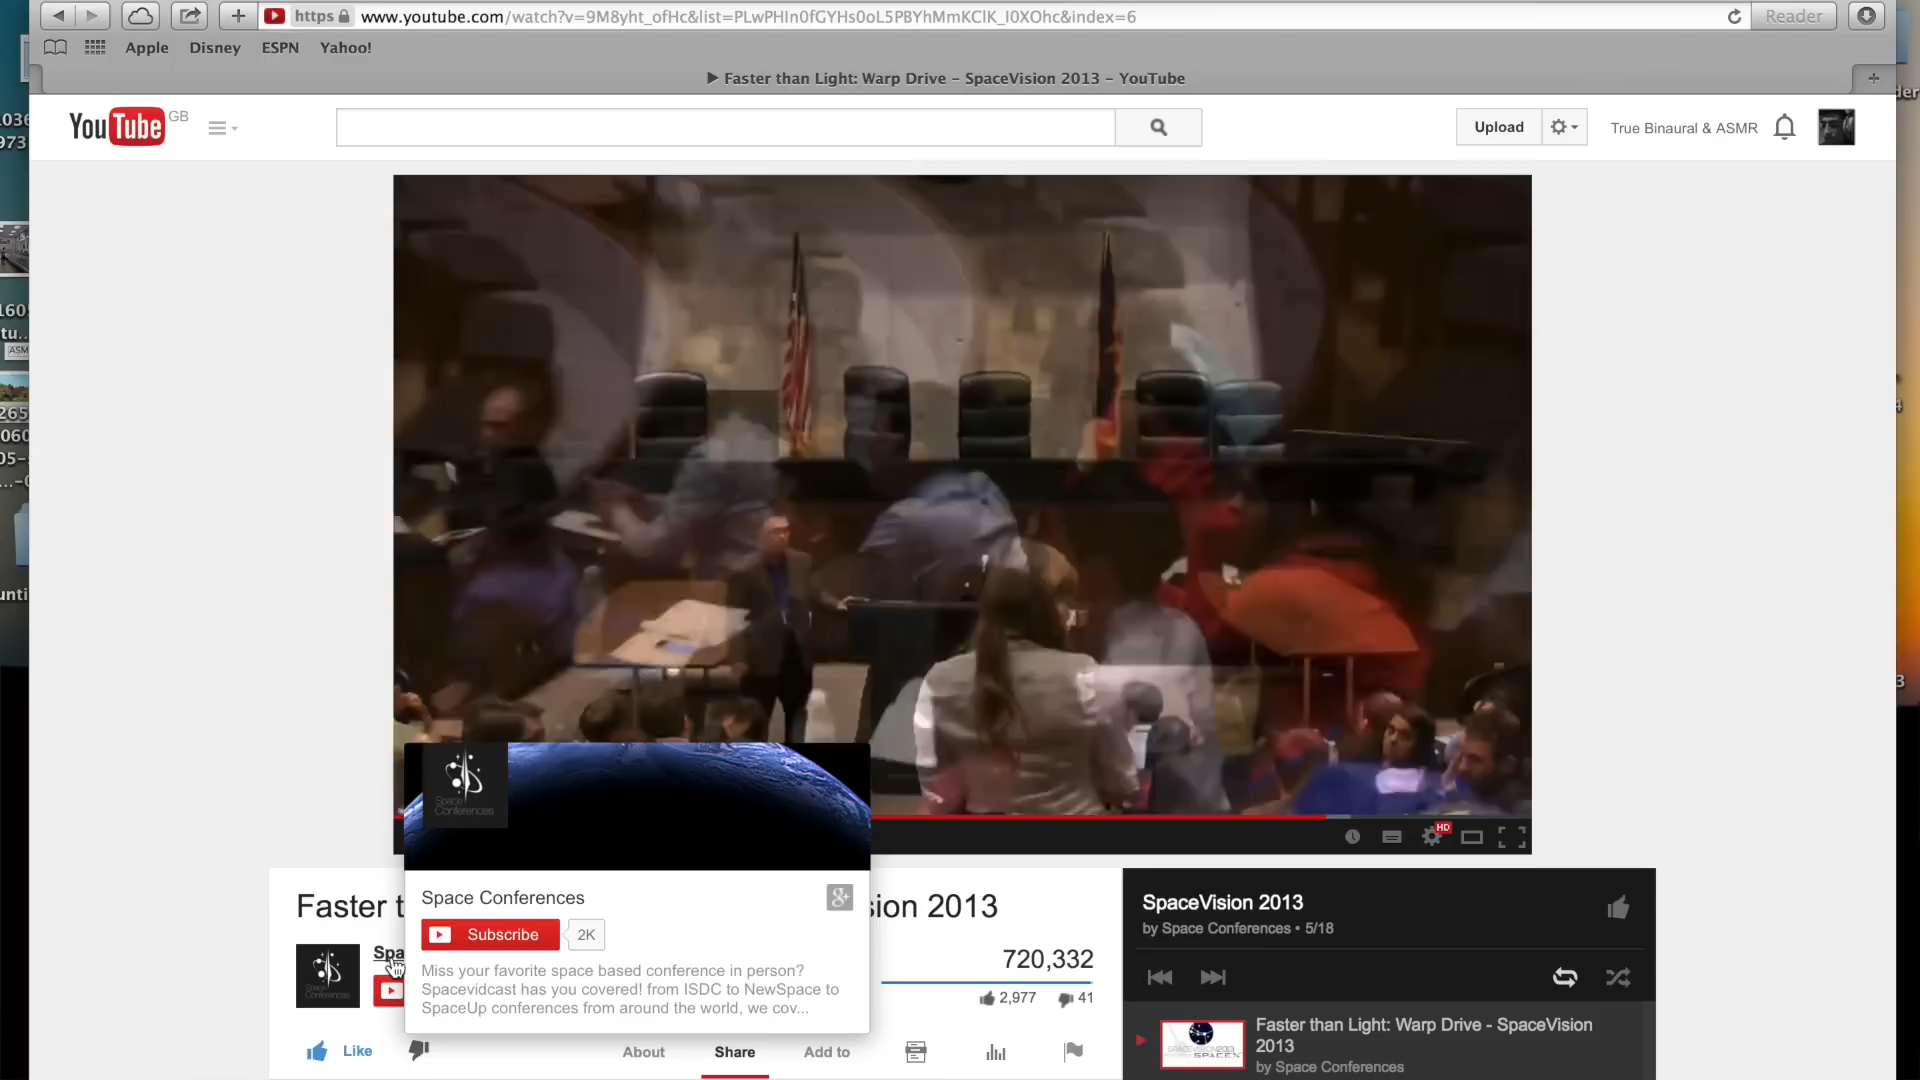 https www.youtube.com/watch?v=9M8yht_ofHc&list=PLwPHIn0fGYHs0oL5PBYhMmKClK_I0XOhc&index=6
Reader
Apple Disney ESPN Yahoo!
Faster than Light: Warp Drive – SpaceVision 2013 – YouTube
YouTube GB
Upload
True Binaural & ASMR
HD
Space
Conferences
Space Conferences
Subscribe 2K
Miss your favorite space based conference in person?
Spacevidcast has you covered! from ISDC to NewSpace to
SpaceUp conferences from around the world, we cov...
Faster t
ion 2013
Spa
720,332
2,977 41
Like
About Share Add to
SpaceVision 2013
by Space Conferences • 5/18
Faster than Light: Warp Drive - SpaceVision
2013
by Space Conferences